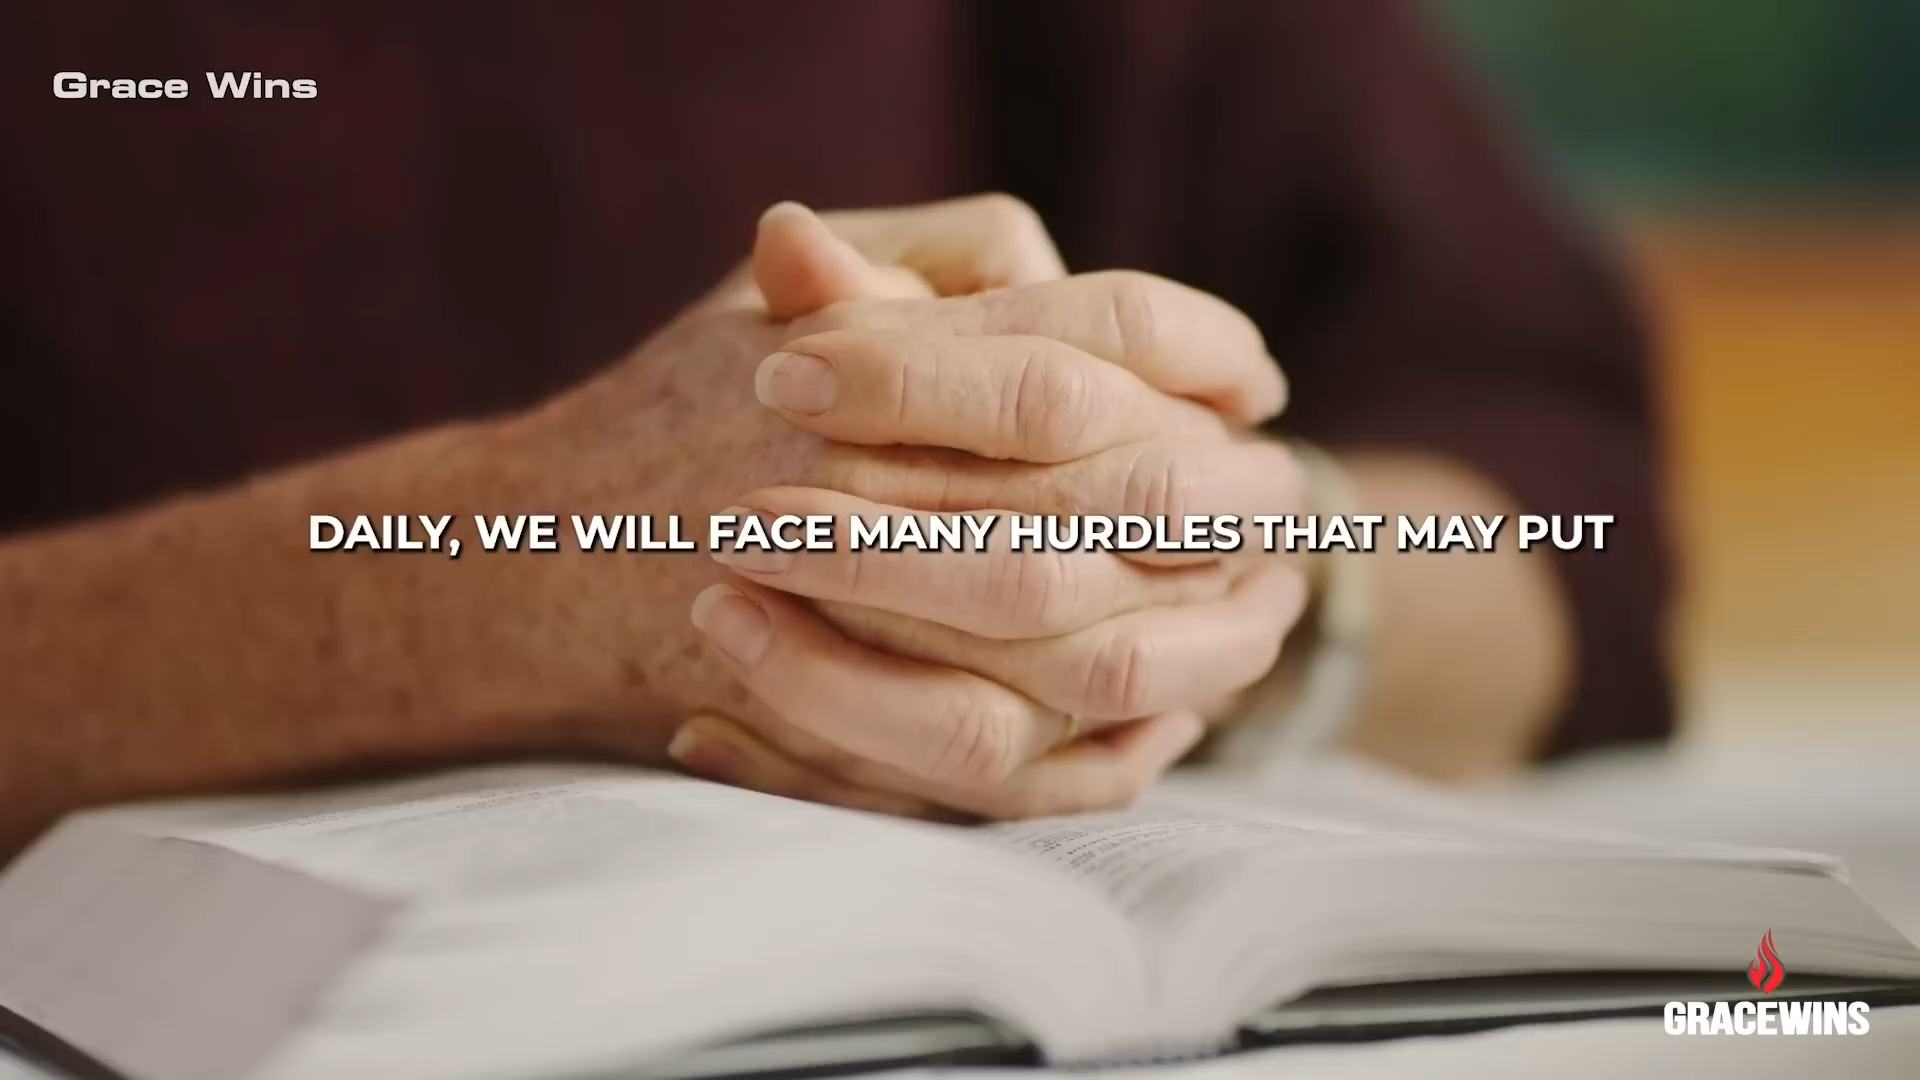 Grace Wins
DAILY, WE WILL FACE MANY HURDLES THAT MAY PUT
GRACEWINS